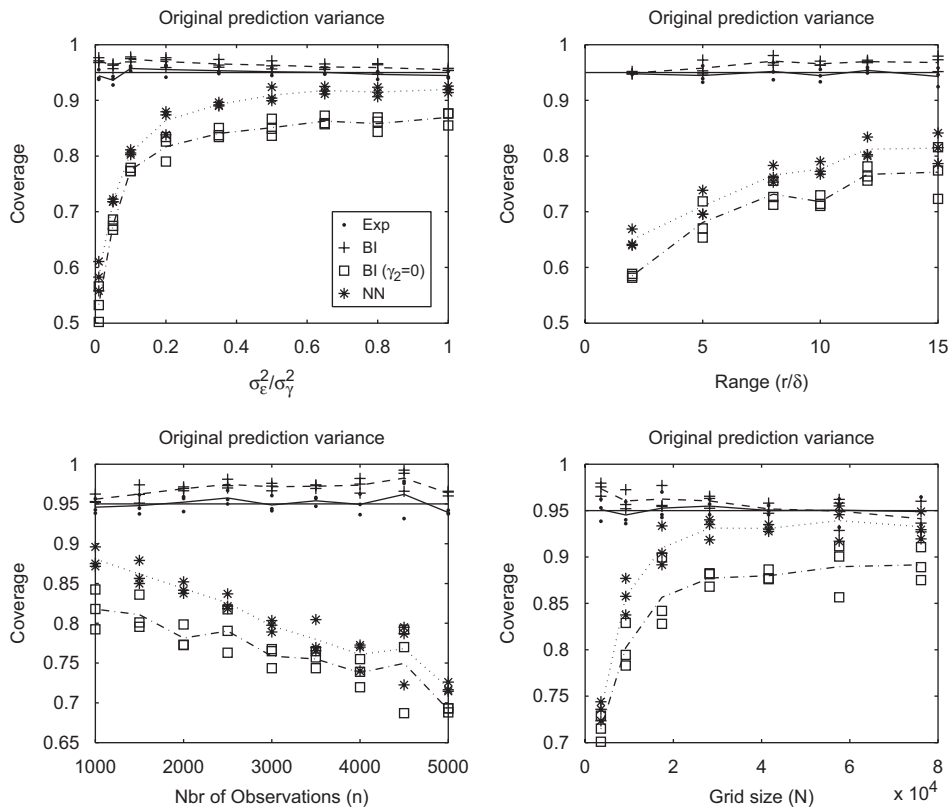 Original prediction variance
1
0.9
0.8
0.7
0.6
0.5
Coverage
Exp
BI
BI (γ₂=0)
NN
0 0.2 0.4 0.6 0.8 1
σ²ε/σ²γ
Original prediction variance
1
0.9
0.8
0.7
0.6
0.5
Coverage
0 5 10 15
Range (r/δ)
Original prediction variance
1
0.95
0.9
0.85
0.8
0.75
0.7
0.65
Coverage
1000 2000 3000 4000 5000
Nbr of Observations (n)
Original prediction variance
1
0.95
0.9
0.85
0.8
0.75
0.7
Coverage
0 2 4 6 8
Grid size (N)
x 10⁴